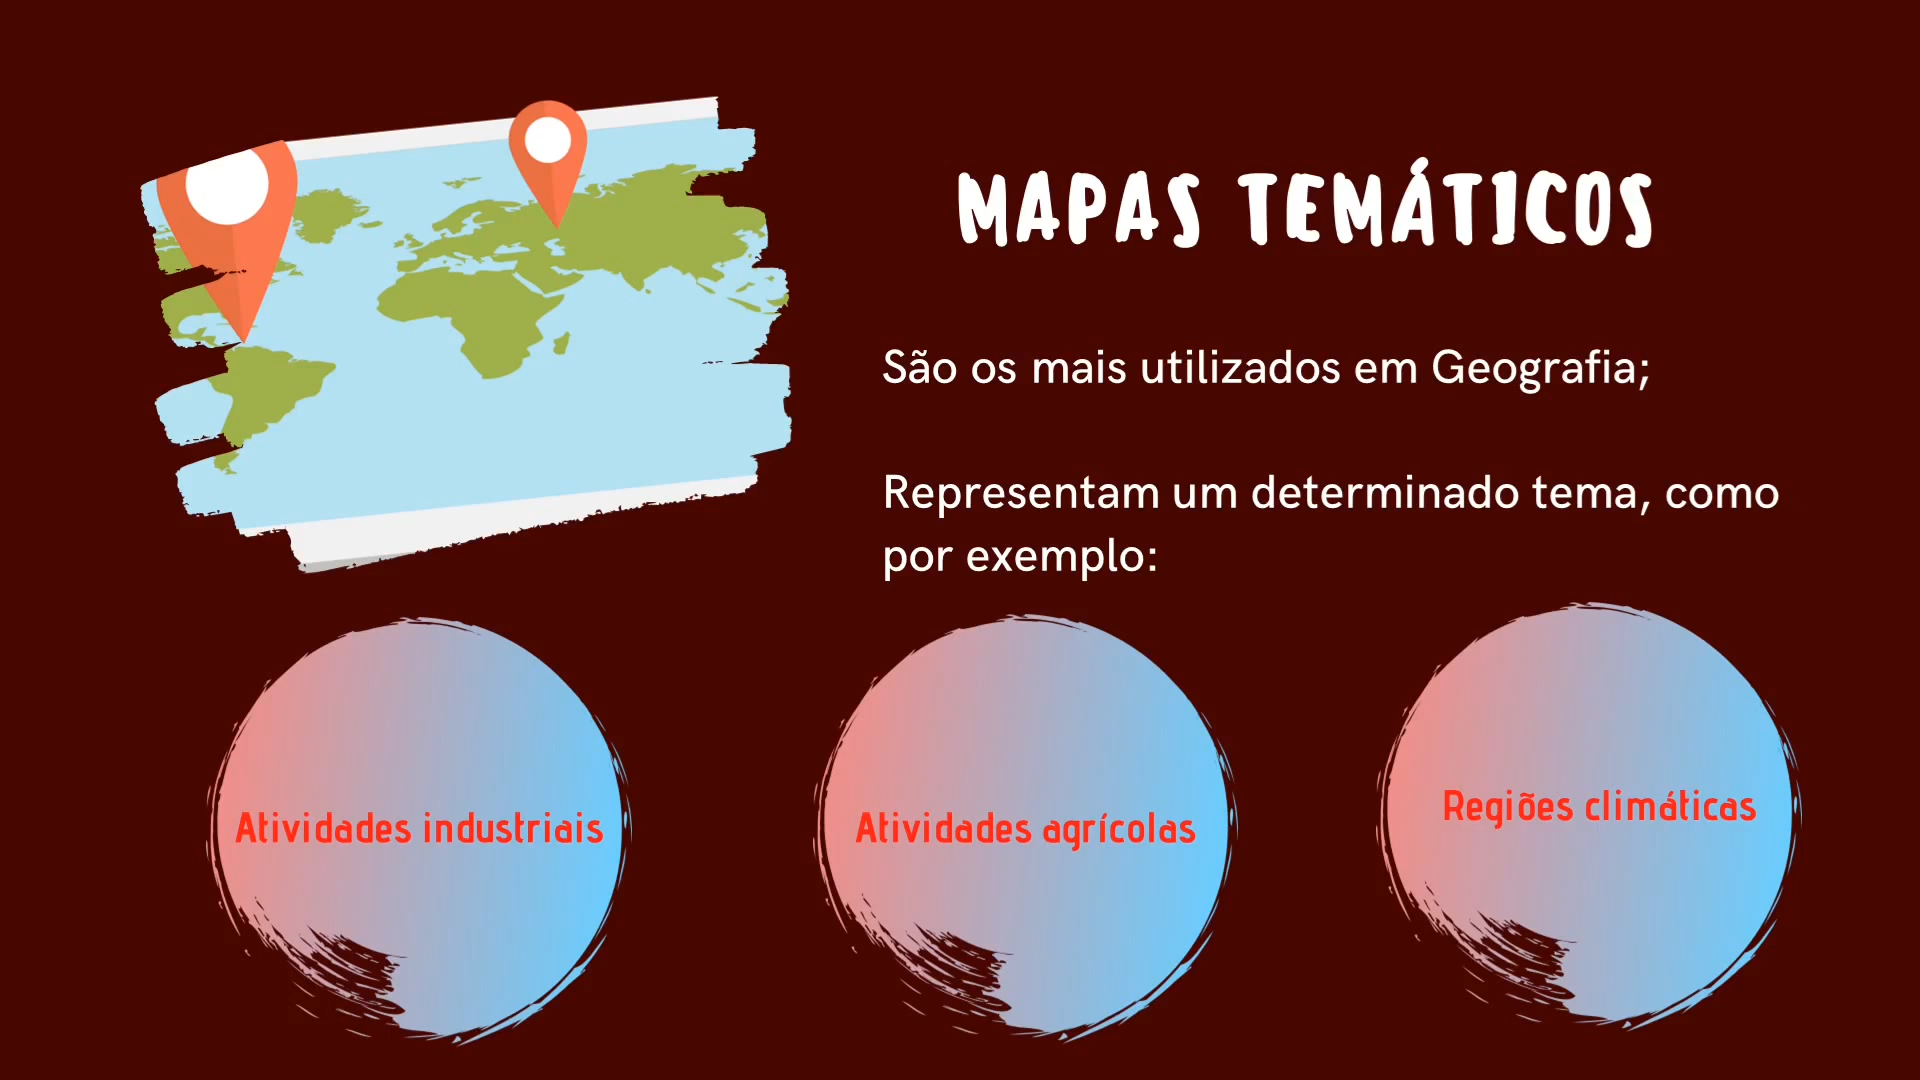 MAPAS TEMÁTICOS
São os mais utilizados em Geografia;
Representam um determinado tema, como
por exemplo:
Atividades industriais
Atividades agrícolas
Regiões climáticas